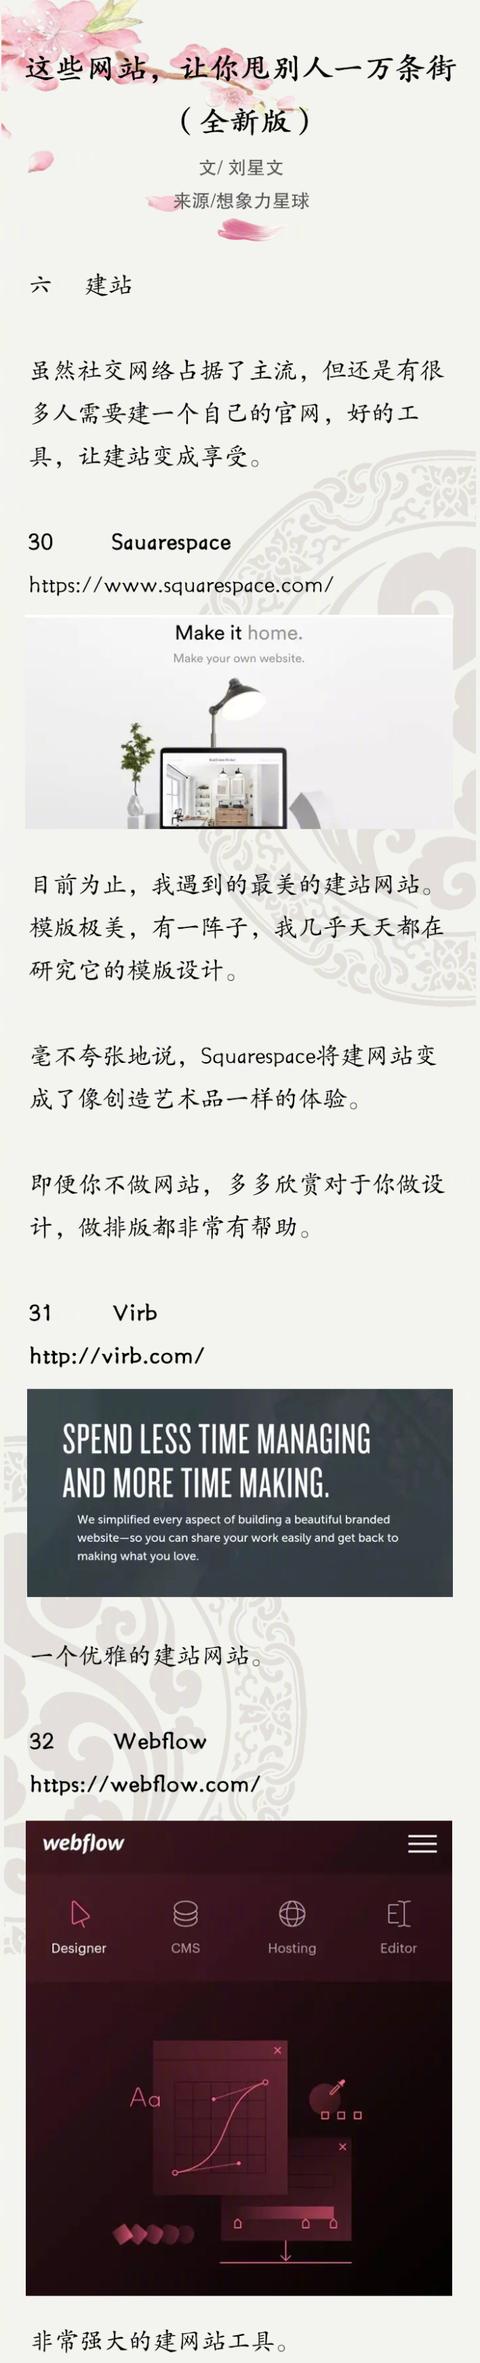 这些网站，让你甩别人一万条街
（全新版）
文/ 刘星文
来源/想象力星球
六 建站
虽然社交网络占据了主流，但还是有很
多人需要建一个自己的官网，好的工
具，让建站变成享受。
30 Sauarespace
https://www.squarespace.com/
Make it home.
Make your own website.
目前为止，我遇到的最美的建站网站。
模版极美，有一阵子，我几乎天天都在
研究它的模版设计。
毫不夸张地说，Squarespace将建网站变
成了像创造艺术品一样的体验。
即便你不做网站，多多欣赏对于你做设
计，做排版都非常有帮助。
31 Virb
http://virb.com/
SPEND LESS TIME MANAGING
AND MORE TIME MAKING.
We simplified every aspect of building a beautiful branded
website—so you can share your work easily and get back to
making what you love.
一个优雅的建站网站。
32 Webflow
https://webflow.com/
webflow
Designer CMS Hosting Editor
Aa
非常强大的建网站工具。